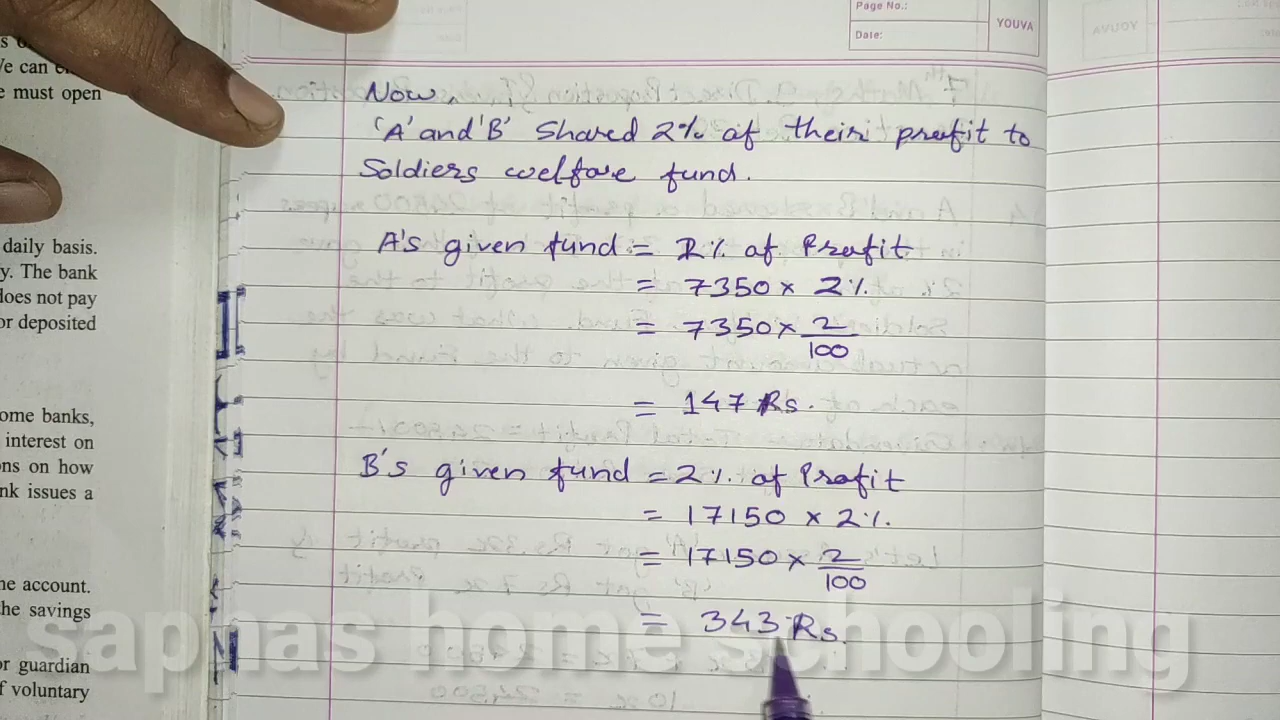 Page No.:
Date:
YOUVA
Now,
'A' and 'B' Shared 2% of their profit to
Soldiers welfare fund.
A's given fund = 2% of Profit
= 7350 × 2%
= 7350 × 2/100
= 147 Rs.
B's given fund = 2% of Profit
= 17150 × 2%.
= 17150 × 2/100
= 343 Rs.
must open
daily basis.
The bank
does not pay
or deposited
ome banks,
interest on
ons on how
nk issues a
he account.
the savings
or guardian
f voluntary
sapnas home schooling